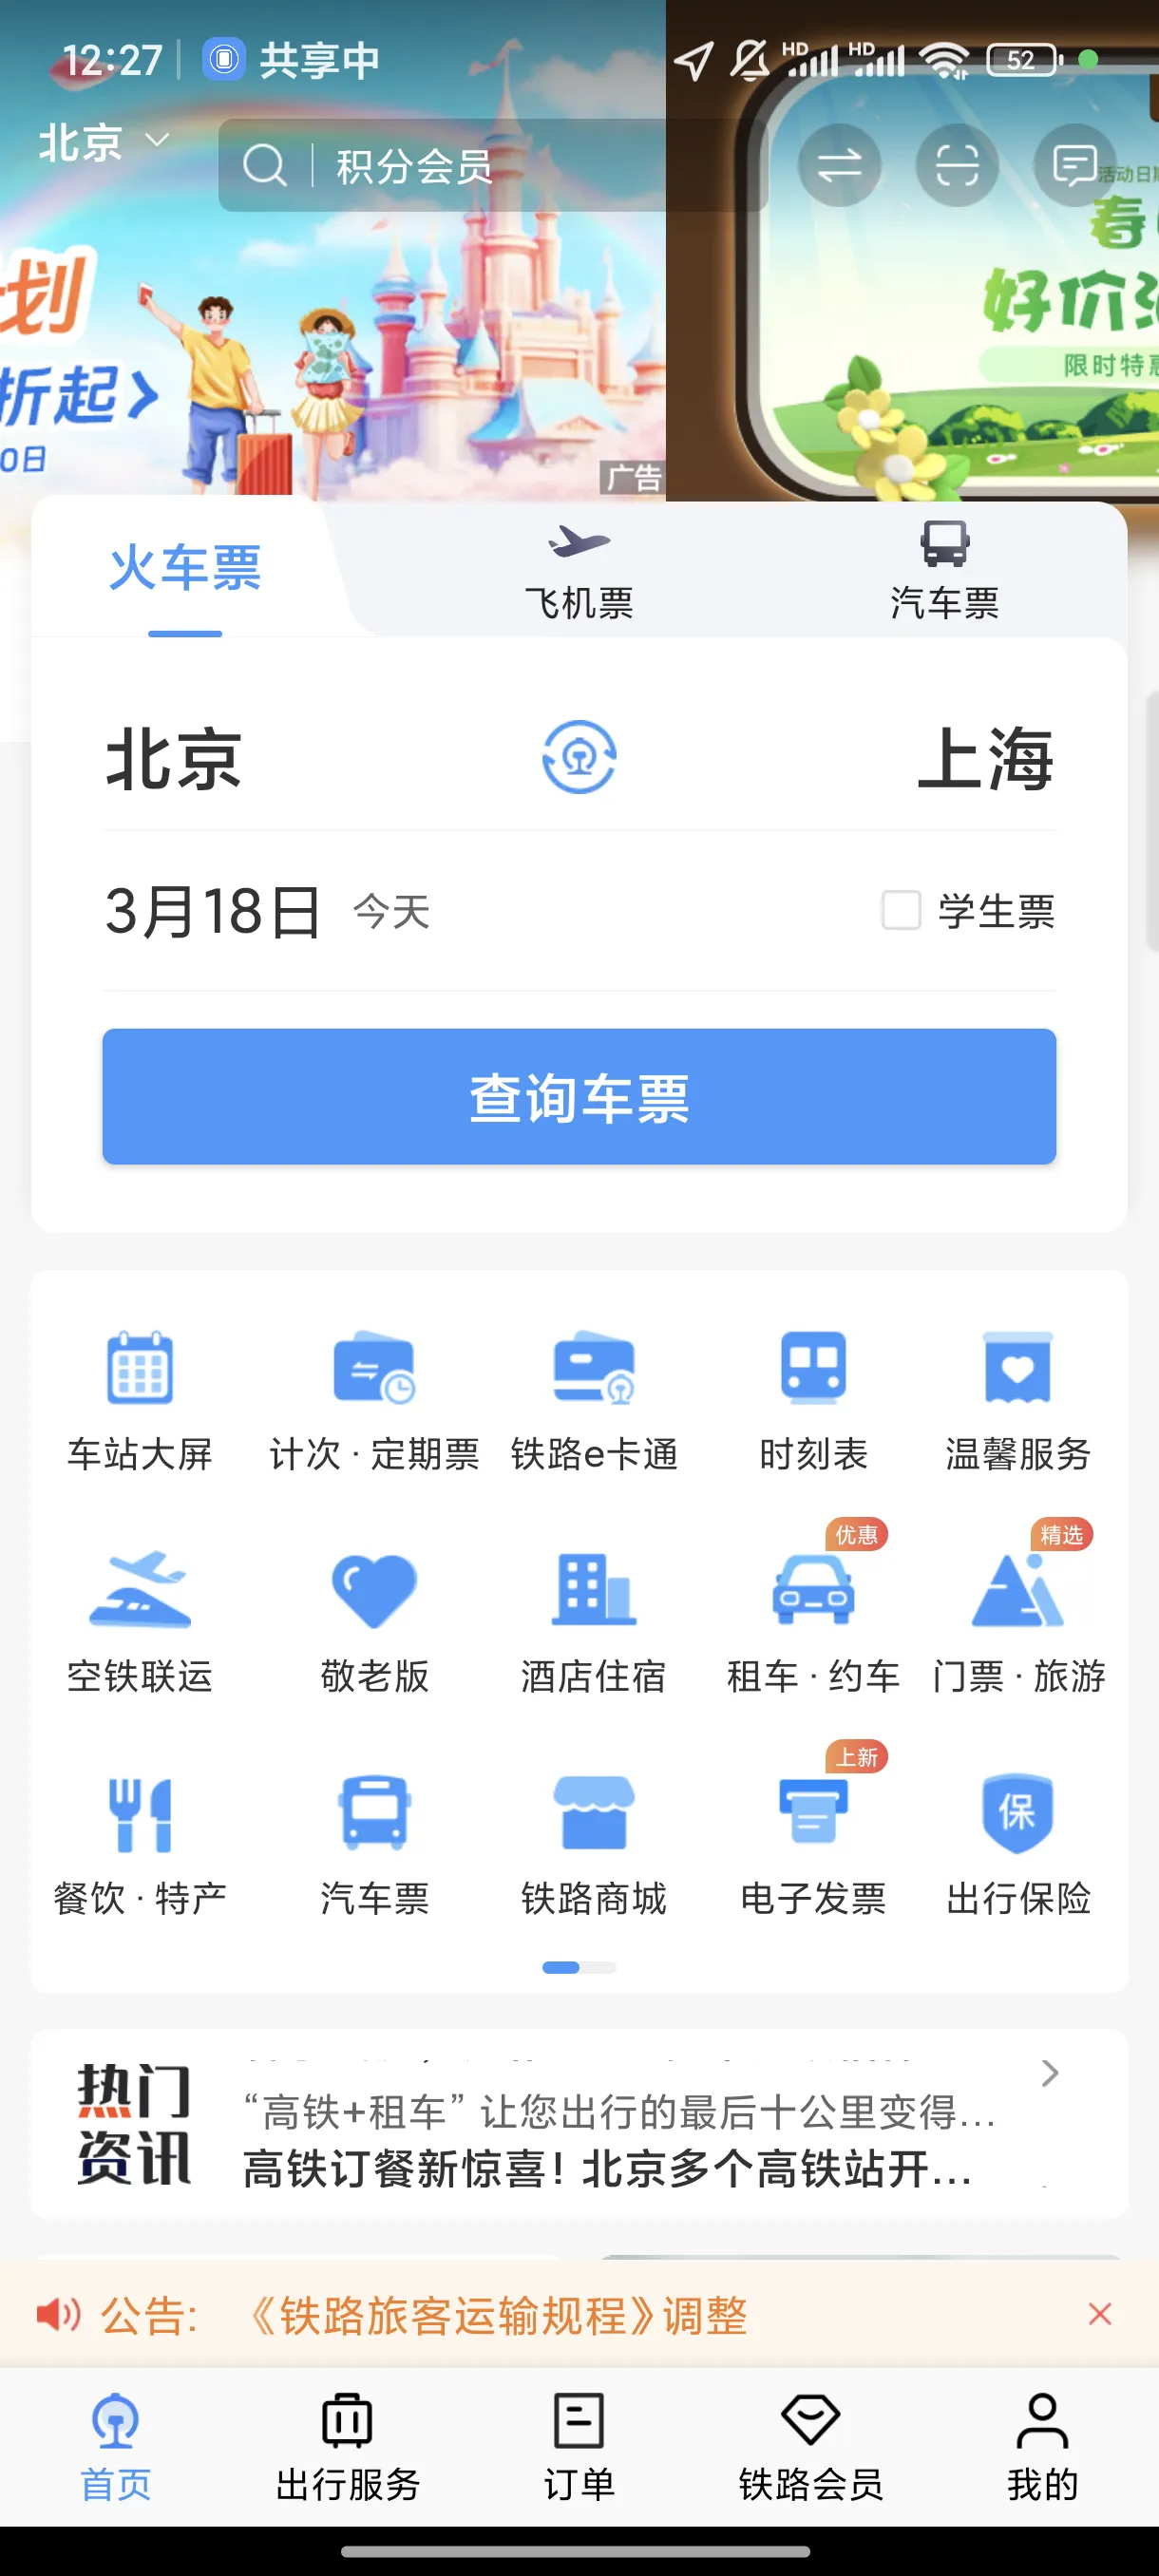 12:27
共享中
HD
HD
52
北京
积分会员
活动日
春
划
好价
限时特惠
折起>
0日
广告
火车票
飞机票
汽车票
北京
上海
3月18日 今天
学生票
查询车票
车站大屏
计次·定期票
铁路e卡通
时刻表
温馨服务
优惠
精选
空铁联运
敬老版
酒店住宿
租车·约车
门票·旅游
上新
保
餐饮·特产
汽车票
铁路商城
电子发票
出行保险
热门
资讯
“高铁+租车” 让您出行的最后十公里变得...
高铁订餐新惊喜! 北京多个高铁站开...
公告: 《铁路旅客运输规程》调整
首页
出行服务
订单
铁路会员
我的